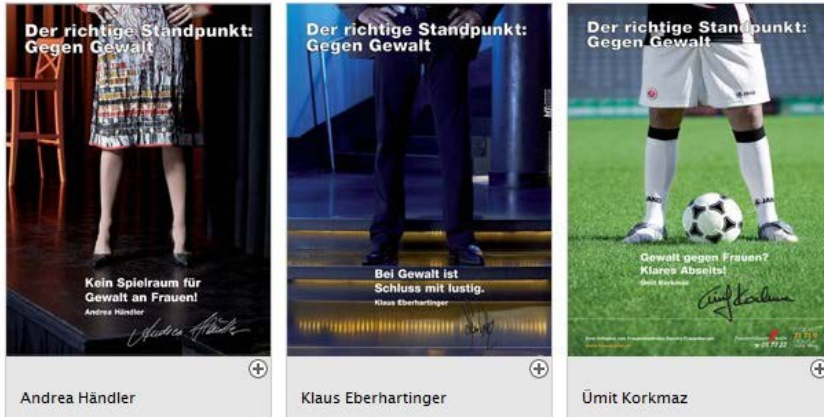 Der richtige Standpunkt:
Gegen Gewalt
Kein Spielraum für
Gewalt an Frauen!
Andrea Händler
Andrea Händler
Der richtige Standpunkt:
Gegen Gewalt
Bei Gewalt ist
Schluss mit lustig.
Klaus Eberhartinger
Klaus Eberhartinger
Der richtige Standpunkt:
Gegen Gewalt
JAKO
JAKO
Gewalt gegen Frauen?
Klares Abseits!
Ümit Korkmaz
Ümit Korkmaz